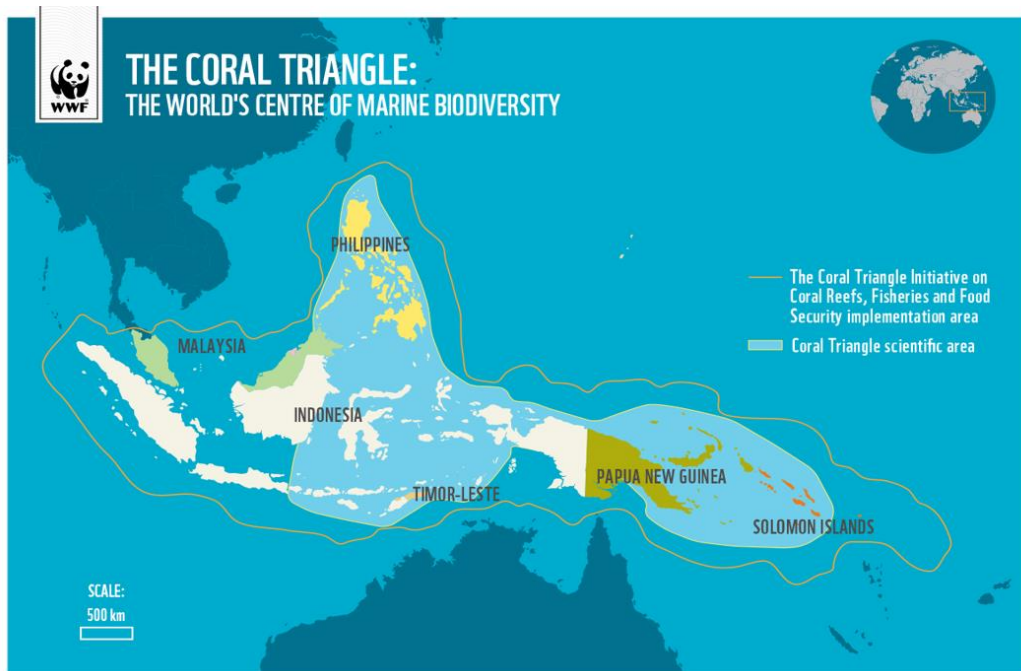 WWF
THE CORAL TRIANGLE:
THE WORLD'S CENTRE OF MARINE BIODIVERSITY
PHILIPPINES
The Coral Triangle Initiative on
Coral Reefs, Fisheries and Food
Security implementation area
Coral Triangle scientific area
MALAYSIA
INDONESIA
PAPUA NEW GUINEA
TIMOR-LESTE
SOLOMON ISLANDS
SCALE:
500 km